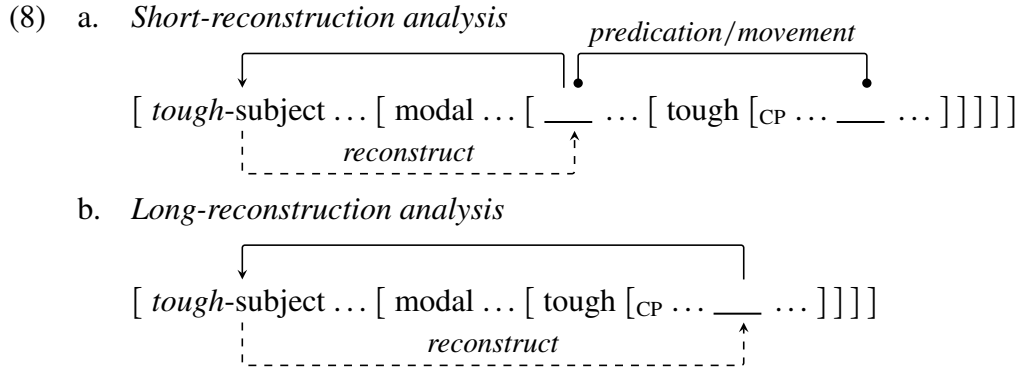 (8) a. Short-reconstruction analysis
predication/movement
[ tough-subject … [ modal … [ ___ … [ tough [CP … ___ … ] ] ] ] ]
reconstruct
b. Long-reconstruction analysis
[ tough-subject … [ modal … [ tough [CP … ___ … ] ] ] ]
reconstruct